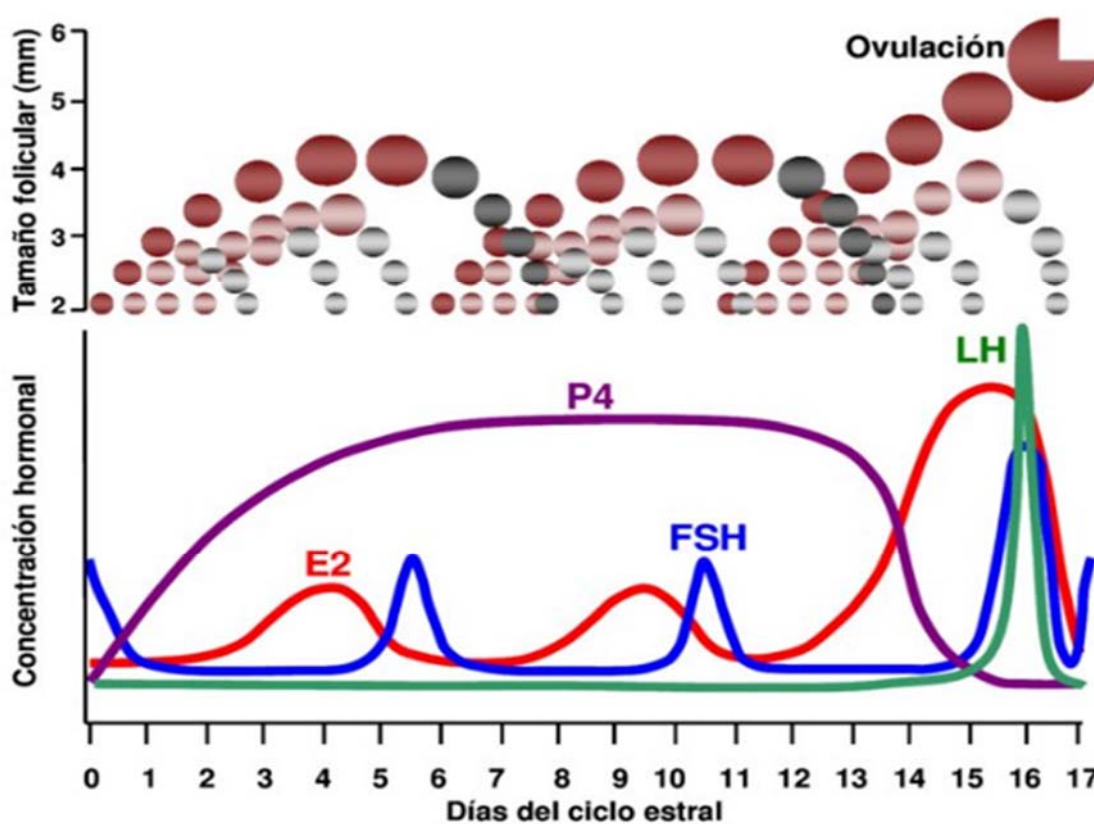 Tamaño folicular (mm)
6
5
4
3
2
Ovulación
Concentración hormonal
LH
P4
E2
FSH
0 1 2 3 4 5 6 7 8 9 10 11 12 13 14 15 16 17
Días del ciclo estral